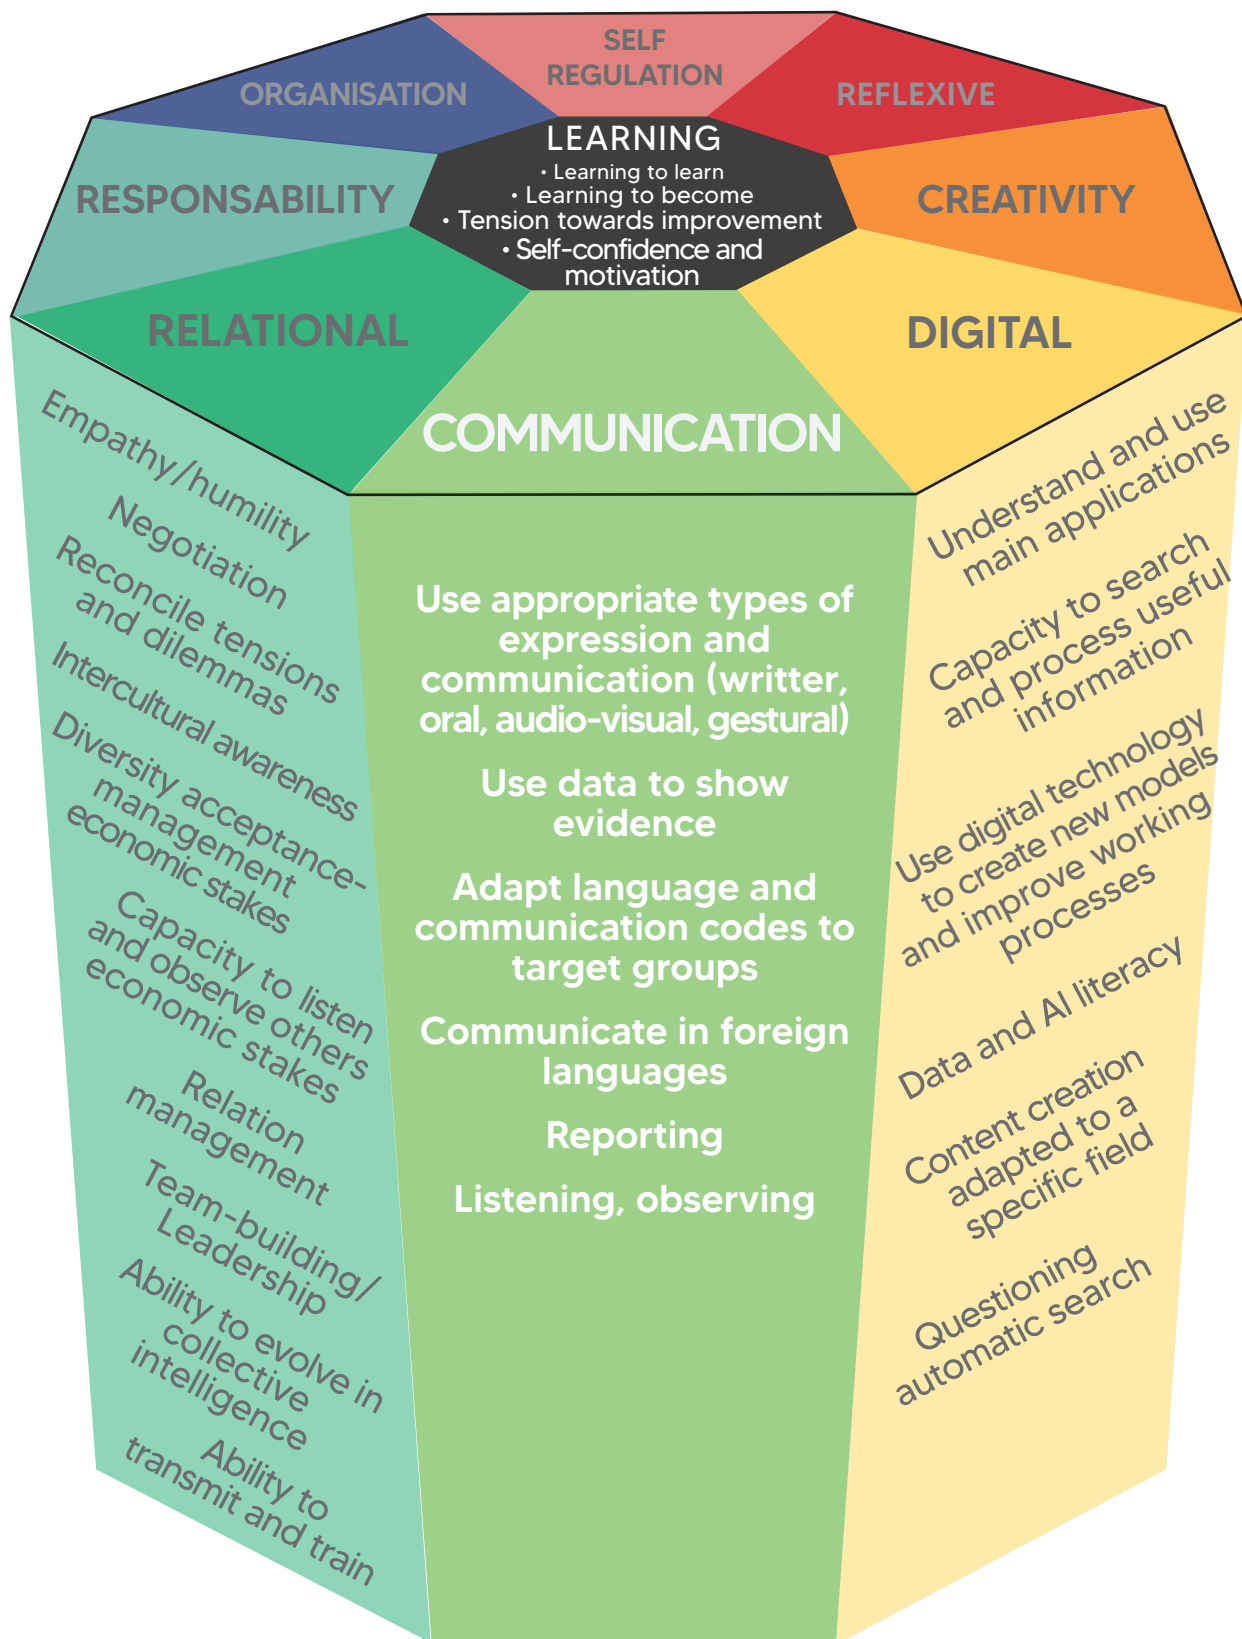 SELF
REGULATION
ORGANISATION
REFLEXIVE
LEARNING
• Learning to learn
• Learning to become
• Tension towards improvement
• Self-confidence and
motivation
RESPONSABILITY
CREATIVITY
RELATIONAL
DIGITAL
COMMUNICATION
Empathy/humility
Negotiation
Reconcile tensions
and dilemmas
Intercultural awareness
Diversity acceptance-
management
economic stakes
Capacity to listen
and observe others
economic stakes
Relation
management
Team-building/
Leadership
Ability to evolve in
collective
intelligence
Ability to
transmit and train
Use appropriate types of
expression and
communication (writter,
oral, audio-visual, gestural)
Use data to show
evidence
Adapt language and
communication codes to
target groups
Communicate in foreign
languages
Reporting
Listening, observing
Understand and use
main applications
Capacity to search
and process useful
information
Use digital technology
to create new models
and improve working
processes
Data and AI literacy
Content creation
adapted to a
specific field
Questioning
automatic search